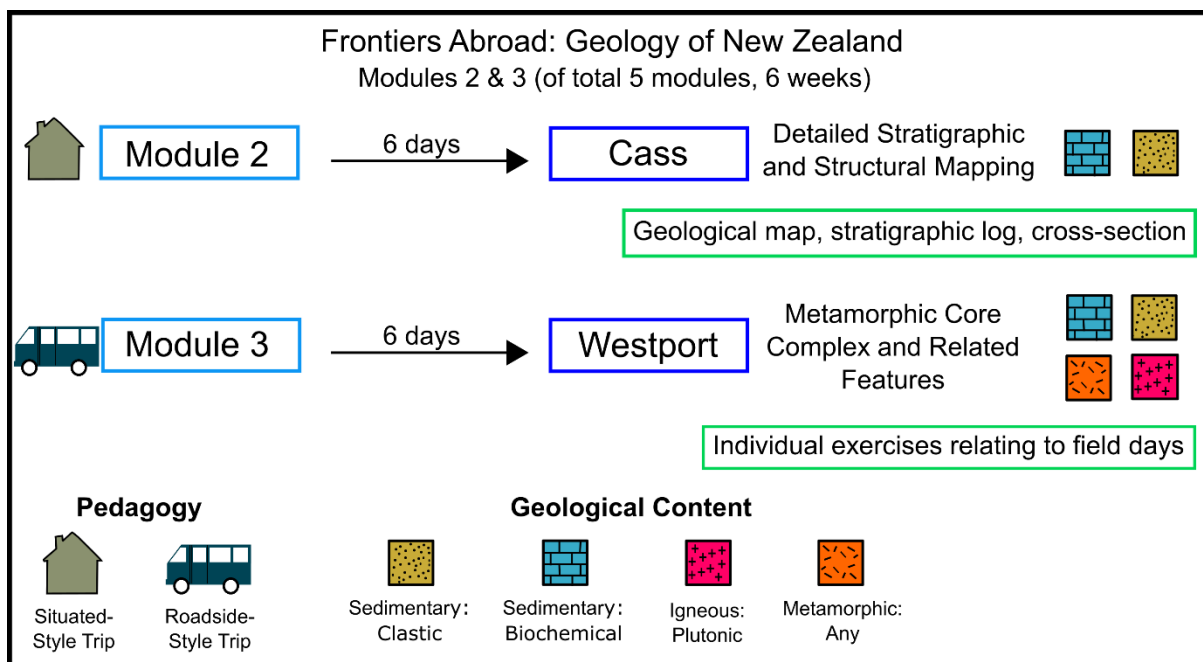 Frontiers Abroad: Geology of New Zealand
Modules 2 & 3 (of total 5 modules, 6 weeks)
Module 2
6 days
Cass
Detailed Stratigraphic
and Structural Mapping
Geological map, stratigraphic log, cross-section
Module 3
6 days
Westport
Metamorphic Core
Complex and Related
Features
Individual exercises relating to field days
Pedagogy
Situated-
Style Trip
Roadside-
Style Trip
Geological Content
Sedimentary:
Clastic
Sedimentary:
Biochemical
Igneous:
Plutonic
Metamorphic:
Any